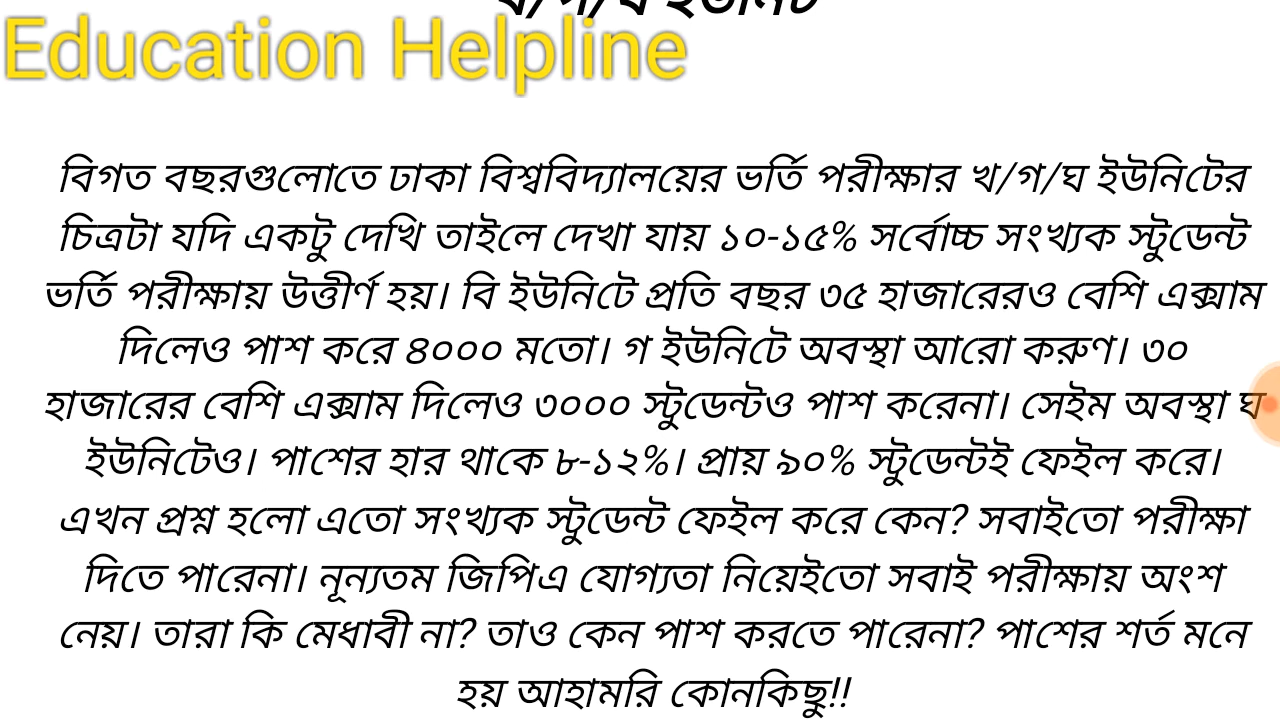 খ/গ/ঘ ইউনিট
Education Helpline
বিগত বছরগুলোতে ঢাকা বিশ্ববিদ্যালয়ের ভর্তি পরীক্ষার খ/গ/ঘ ইউনিটের
চিত্রটা যদি একটু দেখি তাইলে দেখা যায় ১০-১৫% সর্বোচ্চ সংখ্যক স্টুডেন্ট
ভর্তি পরীক্ষায় উত্তীর্ণ হয়। বি ইউনিটে প্রতি বছর ৩৫ হাজারেরও বেশি এক্সাম
দিলেও পাশ করে ৪০০০ মতো। গ ইউনিটে অবস্থা আরো করুণ। ৩০
হাজারের বেশি এক্সাম দিলেও ৩০০০ স্টুডেন্টও পাশ করেনা। সেইম অবস্থা ঘ
ইউনিটেও। পাশের হার থাকে ৮-১২%। প্রায় ৯০% স্টুডেন্টই ফেইল করে।
এখন প্রশ্ন হলো এতো সংখ্যক স্টুডেন্ট ফেইল করে কেন? সবাইতো পরীক্ষা
দিতে পারেনা। নূন্যতম জিপিএ যোগ্যতা নিয়েইতো সবাই পরীক্ষায় অংশ
নেয়। তারা কি মেধাবী না? তাও কেন পাশ করতে পারেনা? পাশের শর্ত মনে
হয় আহামরি কোনকিছু!!